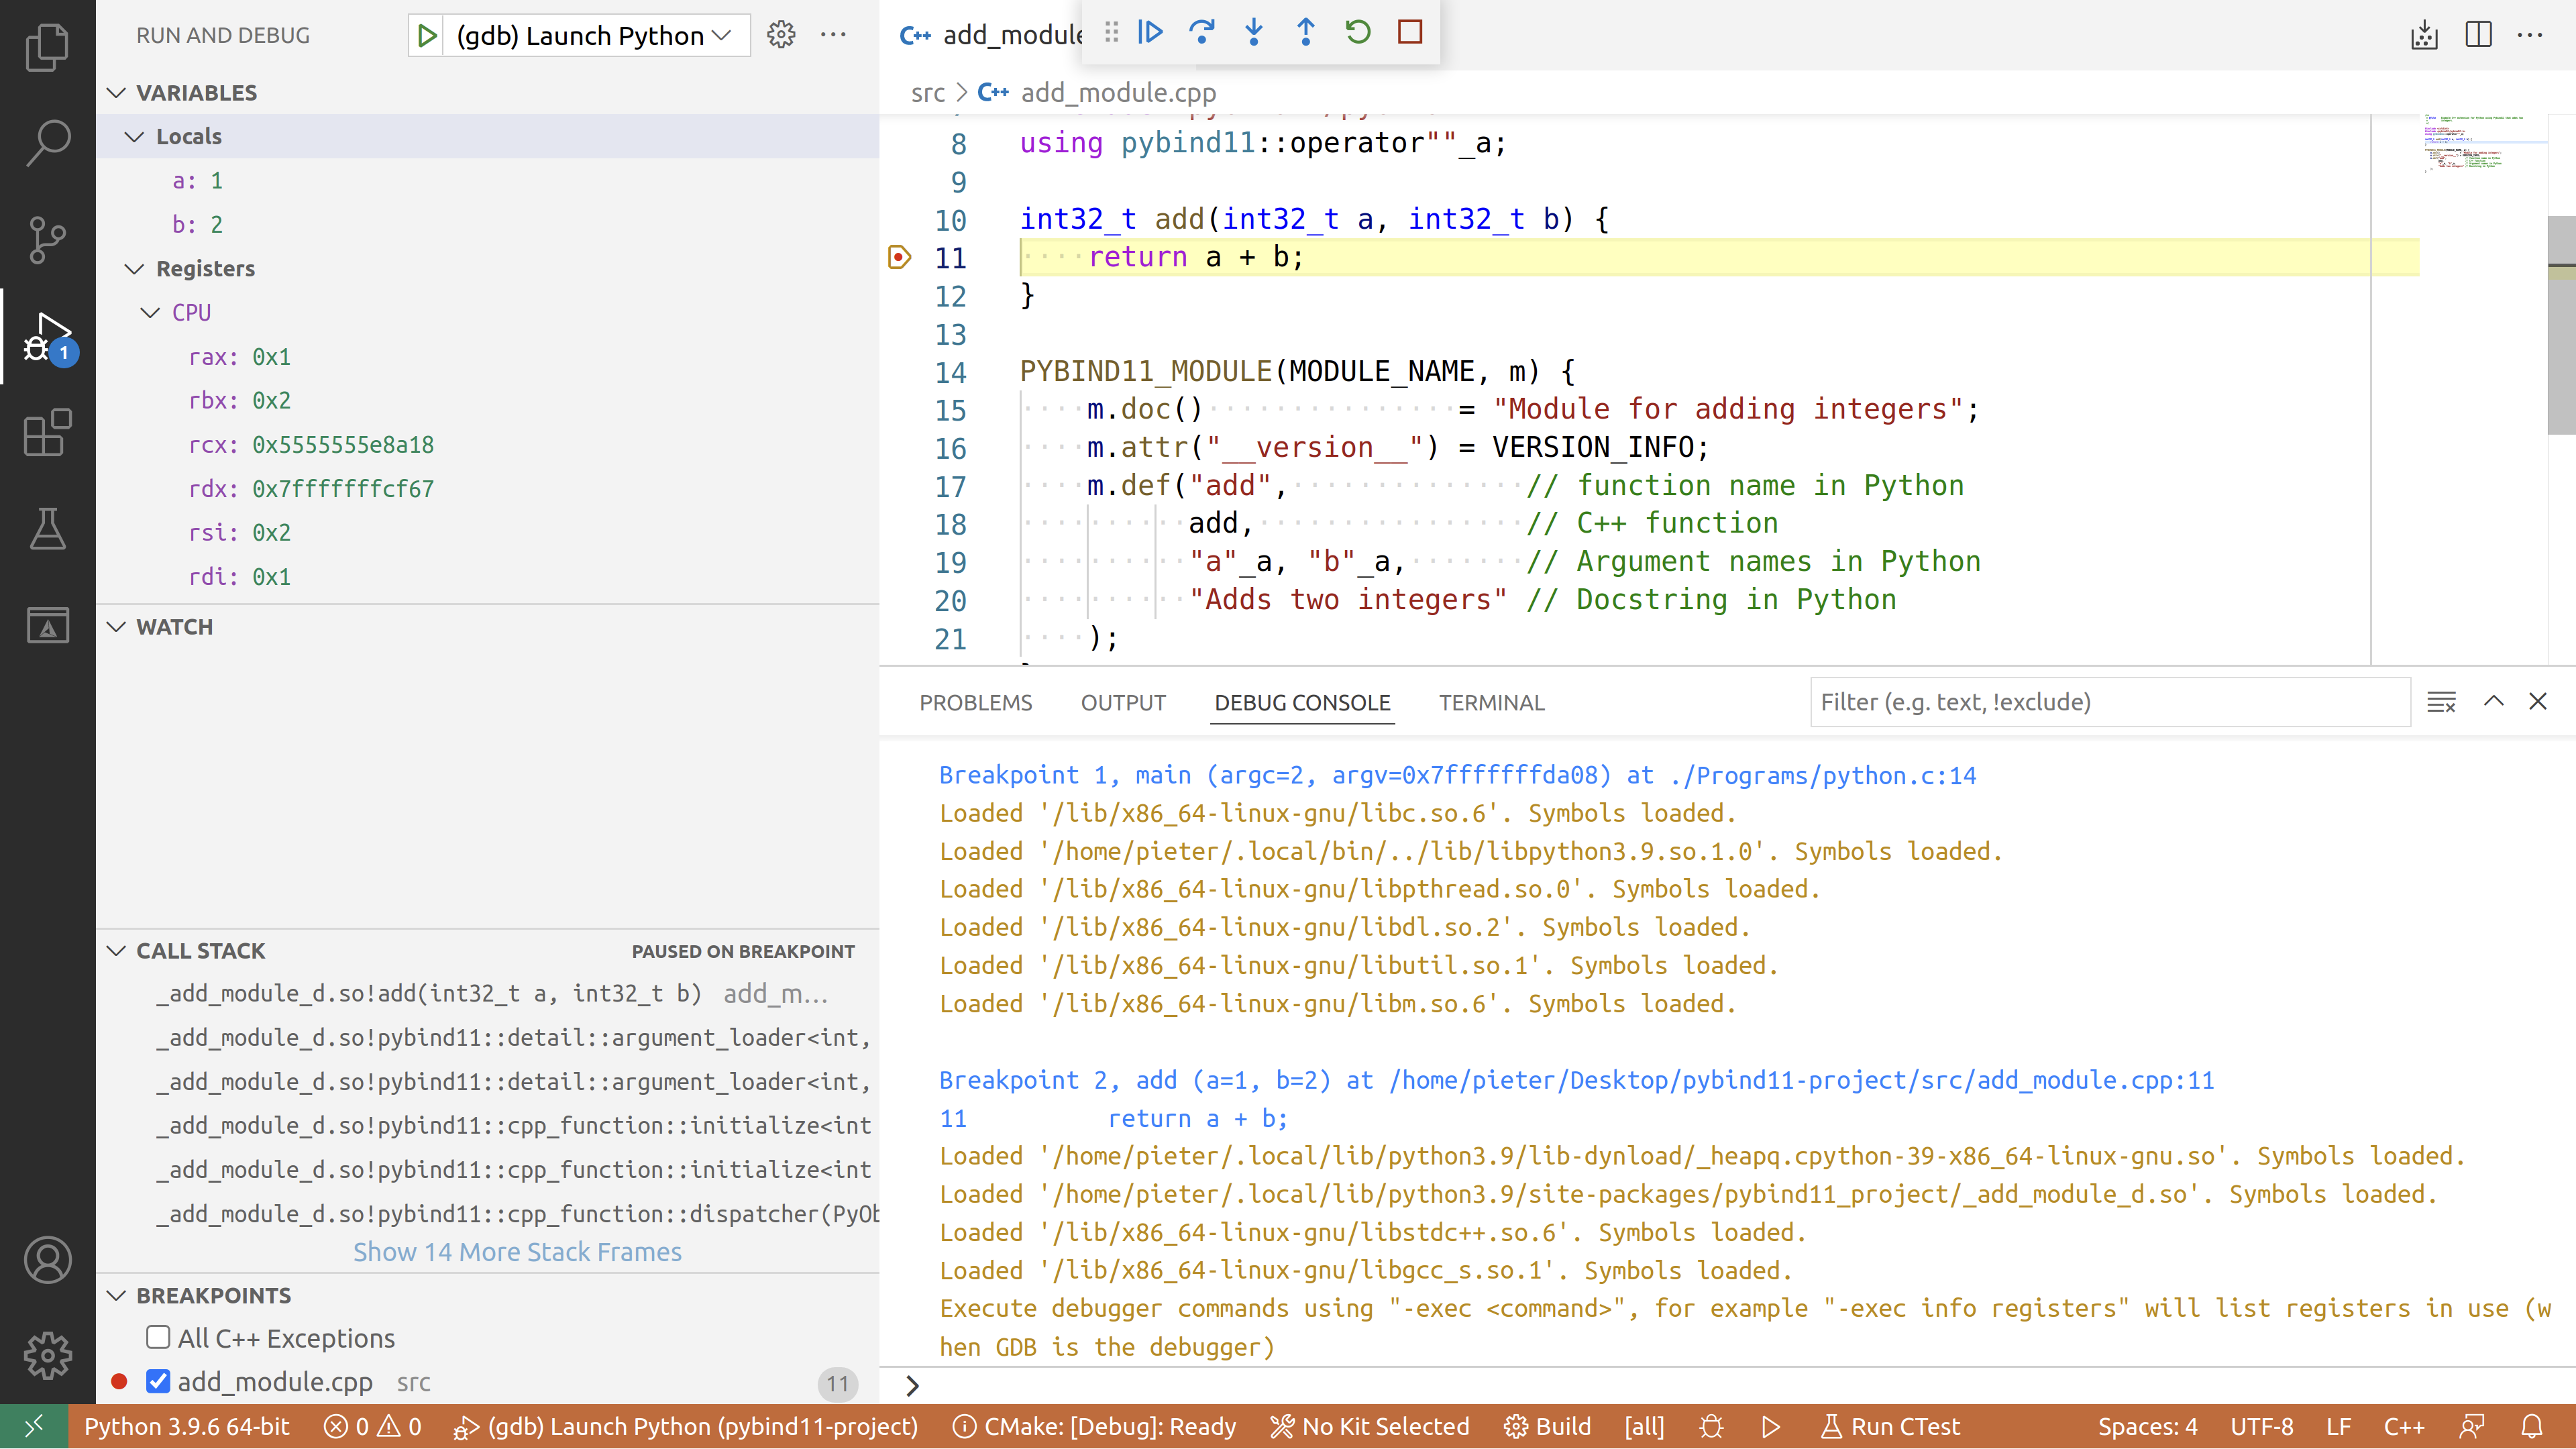 RUN AND DEBUG
(gdb) Launch Python
VARIABLES
Locals
a: 1
b: 2
Registers
CPU
rax: 0x1
rbx: 0x2
rcx: 0x5555555e8a18
rdx: 0x7fffffffcf67
rsi: 0x2
rdi: 0x1
WATCH
CALL STACK
PAUSED ON BREAKPOINT
_add_module_d.so!add(int32_t a, int32_t b) add_m…
_add_module_d.so!pybind11::detail::argument_loader<int,
_add_module_d.so!pybind11::detail::argument_loader<int,
_add_module_d.so!pybind11::cpp_function::initialize<int
_add_module_d.so!pybind11::cpp_function::initialize<int
_add_module_d.so!pybind11::cpp_function::dispatcher(PyOb
Show 14 More Stack Frames
BREAKPOINTS
All C++ Exceptions
add_module.cpp src 11
1
C++ add_module
src > C++ add_module.cpp
8 using pybind11::operator""_a;
9
10 int32_t add(int32_t a, int32_t b) {
11 ····return a + b;
12 }
13
14 PYBIND11_MODULE(MODULE_NAME, m) {
15 ····m.doc()···············= "Module for adding integers";
16 ····m.attr("__version__") = VERSION_INFO;
17 ····m.def("add",··············// function name in Python
18 ··········add,················// C++ function
19 ··········"a"_a, "b"_a,·······// Argument names in Python
20 ··········"Adds two integers" // Docstring in Python
21 ····);
PROBLEMS OUTPUT DEBUG CONSOLE TERMINAL
Filter (e.g. text, !exclude)
Breakpoint 1, main (argc=2, argv=0x7fffffffda08) at ./Programs/python.c:14
Loaded '/lib/x86_64-linux-gnu/libc.so.6'. Symbols loaded.
Loaded '/home/pieter/.local/bin/../lib/libpython3.9.so.1.0'. Symbols loaded.
Loaded '/lib/x86_64-linux-gnu/libpthread.so.0'. Symbols loaded.
Loaded '/lib/x86_64-linux-gnu/libdl.so.2'. Symbols loaded.
Loaded '/lib/x86_64-linux-gnu/libutil.so.1'. Symbols loaded.
Loaded '/lib/x86_64-linux-gnu/libm.so.6'. Symbols loaded.
Breakpoint 2, add (a=1, b=2) at /home/pieter/Desktop/pybind11-project/src/add_module.cpp:11
11 return a + b;
Loaded '/home/pieter/.local/lib/python3.9/lib-dynload/_heapq.cpython-39-x86_64-linux-gnu.so'. Symbols loaded.
Loaded '/home/pieter/.local/lib/python3.9/site-packages/pybind11_project/_add_module_d.so'. Symbols loaded.
Loaded '/lib/x86_64-linux-gnu/libstdc++.so.6'. Symbols loaded.
Loaded '/lib/x86_64-linux-gnu/libgcc_s.so.1'. Symbols loaded.
Execute debugger commands using "-exec <command>", for example "-exec info registers" will list registers in use (w
hen GDB is the debugger)
>
Python 3.9.6 64-bit 0 0 (gdb) Launch Python (pybind11-project) CMake: [Debug]: Ready No Kit Selected Build [all] Run CTest Spaces: 4 UTF-8 LF C++